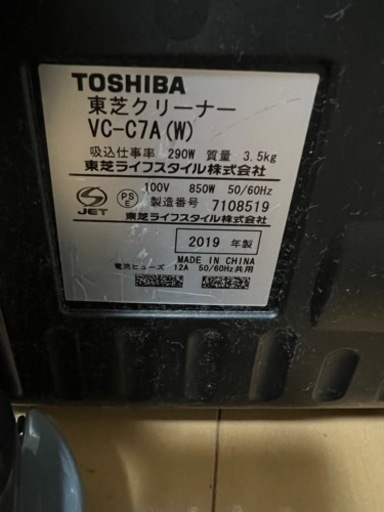 TOSHIBA
東芝クリーナー
VC-C7A(W)
吸込仕事率 290W 質量 3.5kg
東芝ライフスタイル株式会社
100V 850W 50/60Hz
S JET PSE 製造番号 7108519
東芝ライフスタイル株式会社
2019 年製
MADE IN CHINA
電流ヒューズ 12A 50/60Hz共用